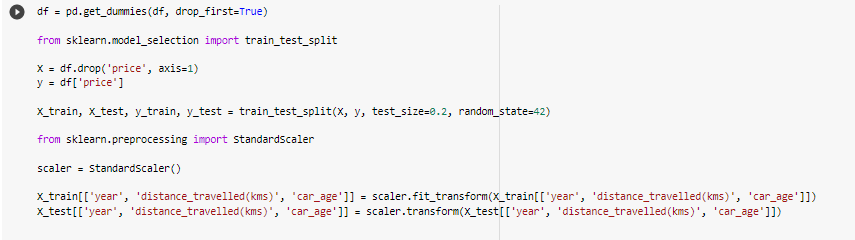 df = pd.get_dummies(df, drop_first=True)
from sklearn.model_selection import train_test_split
X = df.drop('price', axis=1)
y = df['price']
X_train, X_test, y_train, y_test = train_test_split(X, y, test_size=0.2, random_state=42)
from sklearn.preprocessing import StandardScaler
scaler = StandardScaler()
X_train[['year', 'distance_travelled(kms)', 'car_age']] = scaler.fit_transform(X_train[['year', 'distance_travelled(kms)', 'car_age']])
X_test[['year', 'distance_travelled(kms)', 'car_age']] = scaler.transform(X_test[['year', 'distance_travelled(kms)', 'car_age']])